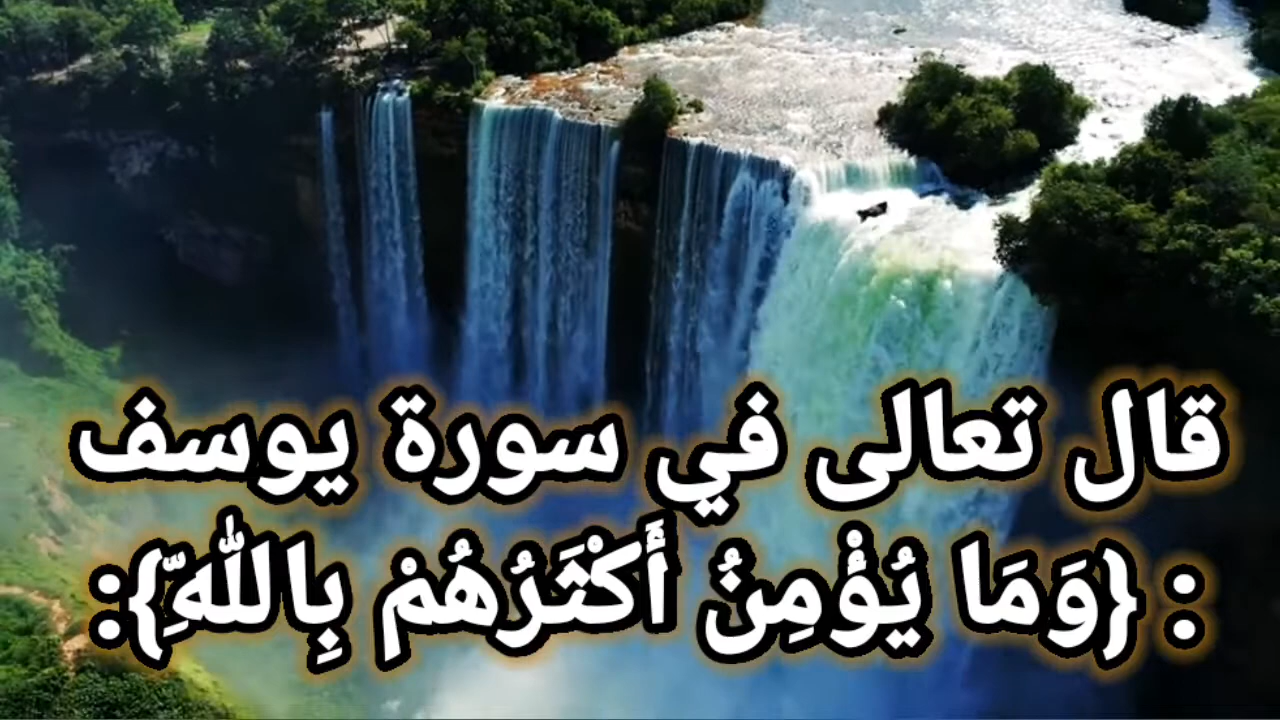 قال تعالى في سورة يوسف
: {وَمَا يُؤْمِنُ أَكْثَرُهُمْ بِاللّهِ}: